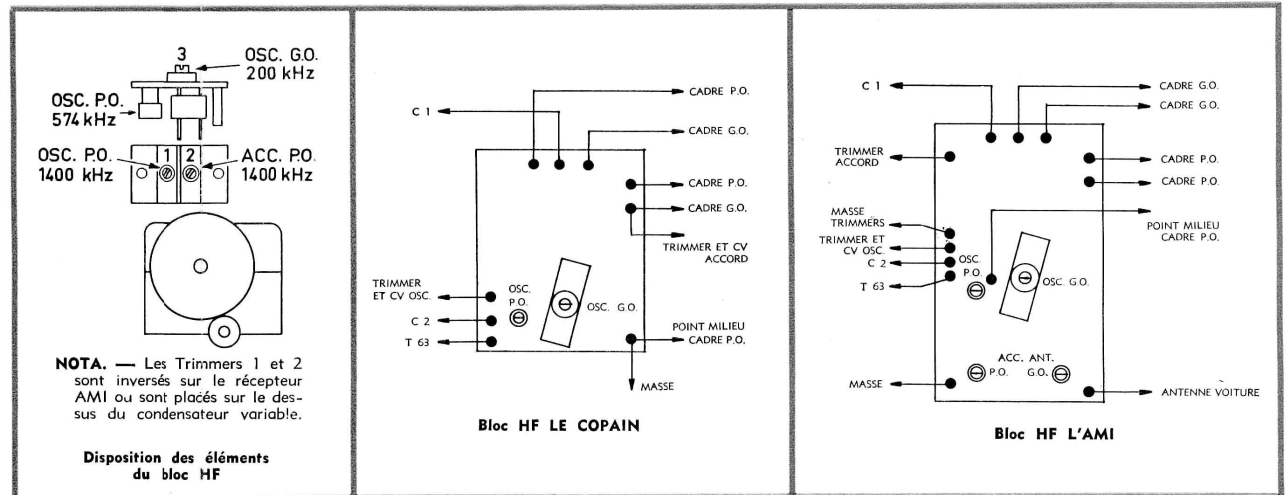 3
OSC. G.O.
200 kHz
OSC. P.O.
574 kHz
OSC. P.O.
1400 kHz
1
2
ACC. P.O.
1400 kHz
NOTA. — Les Trimmers 1 et 2
sont inversés sur le récepteur
AMI ou sont placés sur le des-
sus du condensateur variable.
Disposition des éléments
du bloc HF
CADRE P.O.
C 1
CADRE G.O.
CADRE P.O.
CADRE G.O.
TRIMMER ET CV
ACCORD
TRIMMER
ET CV OSC.
C 2
T 63
OSC.
P.O.
OSC. G.O.
POINT MILIEU
CADRE P.O.
MASSE
Bloc HF LE COPAIN
C 1
CADRE G.O.
CADRE G.O.
TRIMMER
ACCORD
CADRE P.O.
CADRE P.O.
MASSE
TRIMMERS
TRIMMER ET
CV OSC.
C 2
T 63
OSC.
P.O.
OSC. G.O.
POINT MILIEU
CADRE P.O.
ACC. ANT.
P.O.
G.O.
MASSE
ANTENNE VOITURE
Bloc HF L'AMI